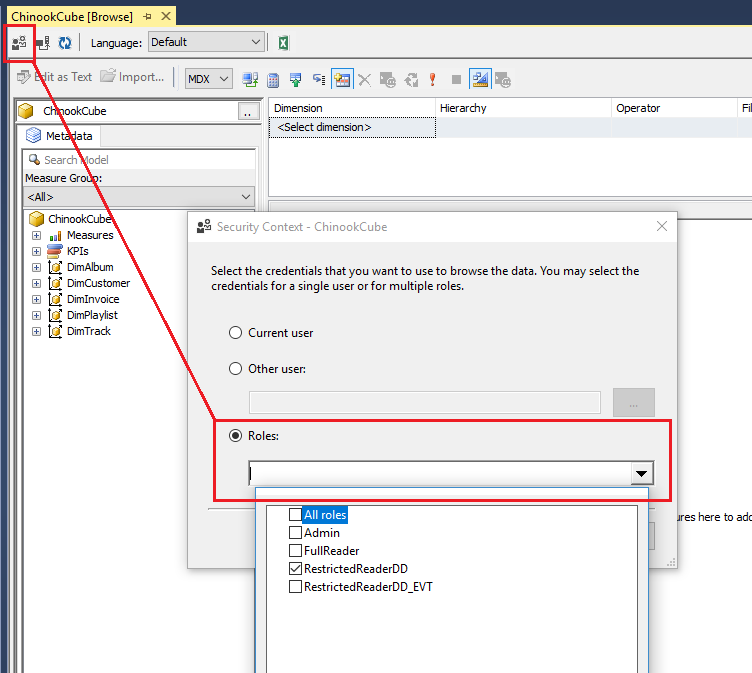 ChinookCube [Browse]
Language: Default
Edit as Text Import... MDX
ChinookCube ..
Metadata
Search Model
Measure Group:
<All>
ChinookCube
Measures
KPIs
DimAlbum
DimCustomer
DimInvoice
DimPlaylist
DimTrack
Dimension Hierarchy Operator
<Select dimension>
Security Context - ChinookCube
Select the credentials that you want to use to browse the data. You may select the
credentials for a single user or for multiple roles.
Current user
Other user:
...
Roles:
All roles
Admin
FullReader
RestrictedReaderDD
RestrictedReaderDD_EVT
here to